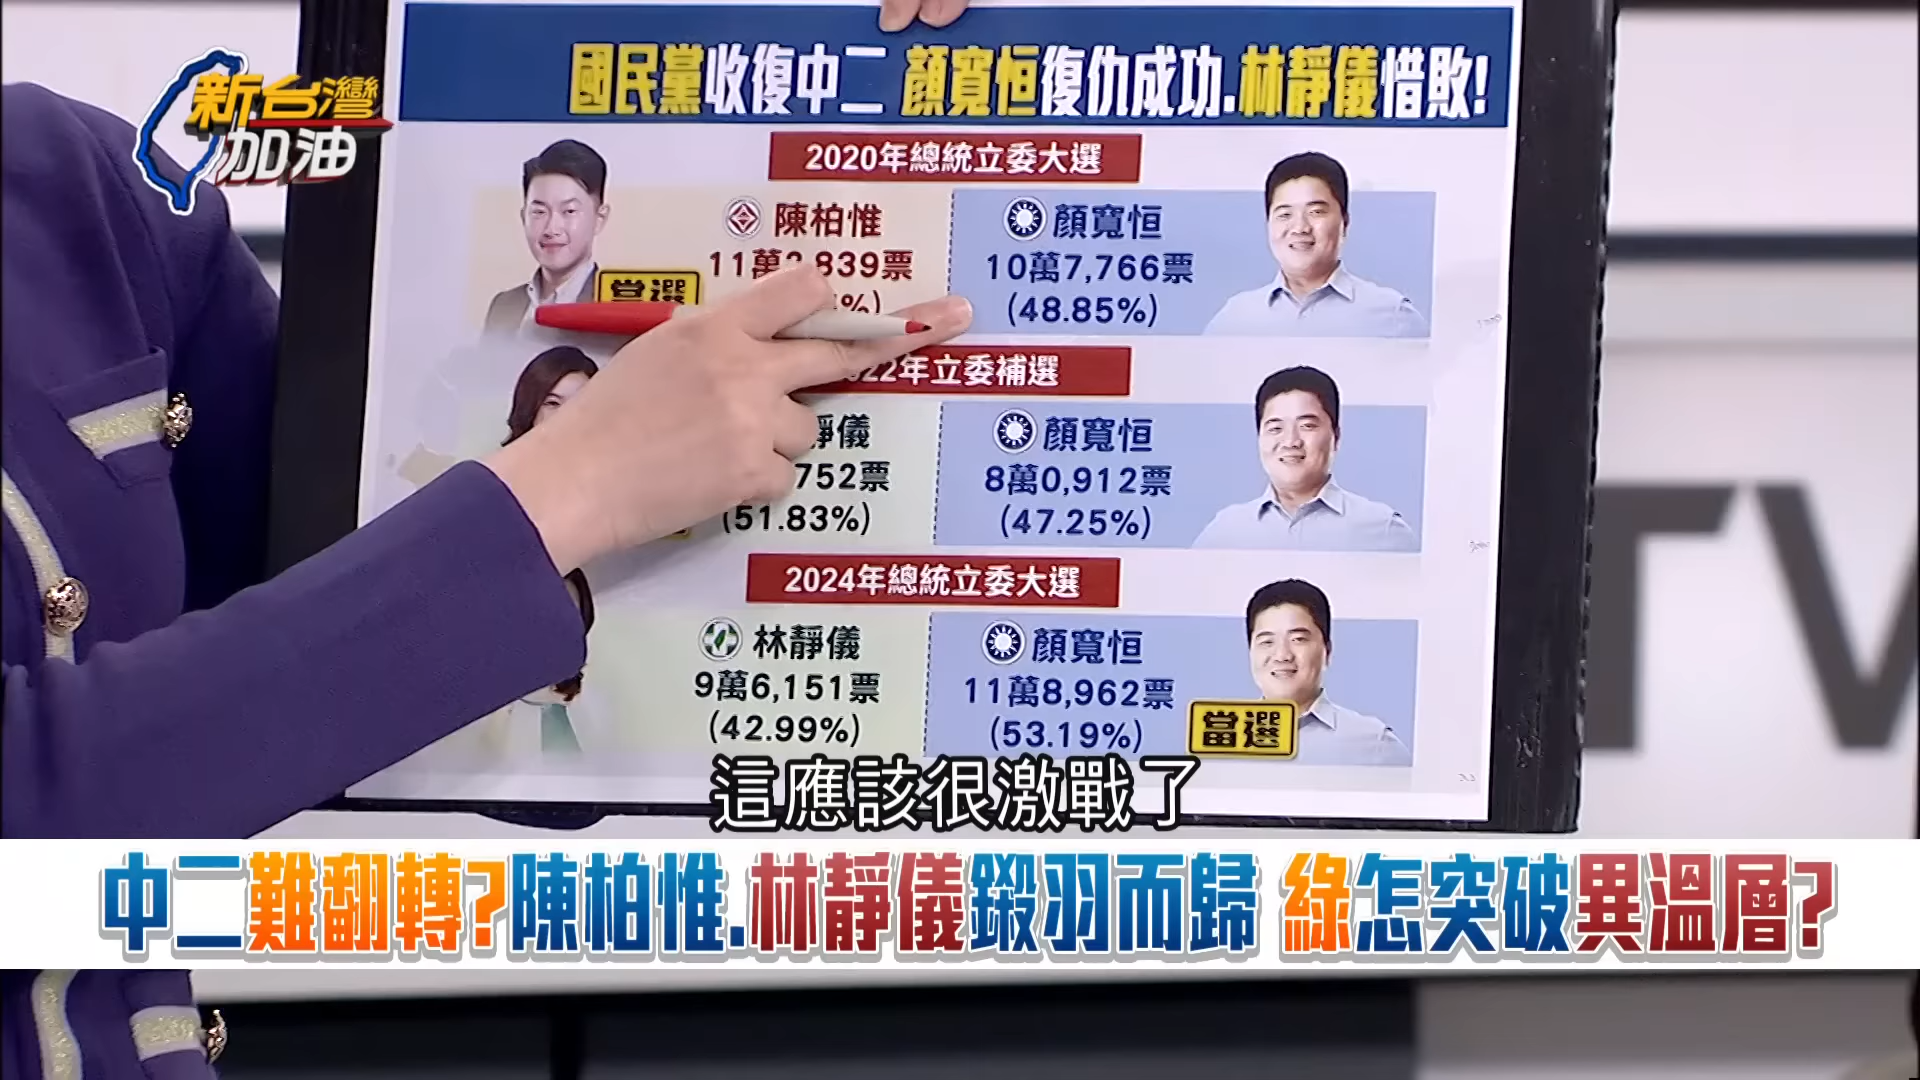 新台灣
加油
國民黨收復中二 顏寬恒復仇成功.林靜儀惜敗!
2020年總統立委大選
陳柏惟
839票
當選
顏寬恒
10萬7,766票
(48.85%)
22年立委補選
靜儀
752票
(51.83%)
顏寬恒
8萬0,912票
(47.25%)
2024年總統立委大選
林靜儀
9萬6,151票
(42.99%)
顏寬恒
11萬8,962票
(53.19%)
當選
這應該很激戰了
中二難翻轉?陳柏惟.林靜儀鎩羽而歸 綠怎突破異溫層?
TV